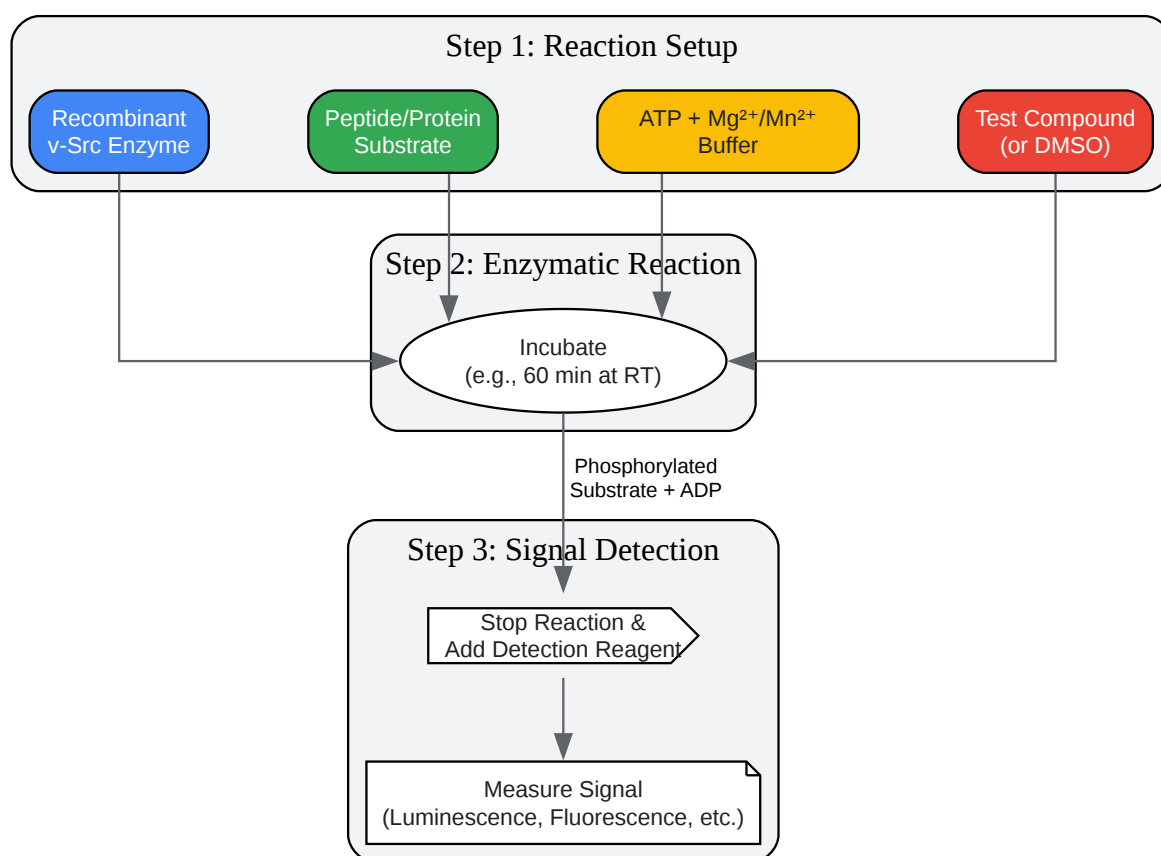 Step 1: Reaction Setup
Recombinant
v-Src Enzyme
Peptide/Protein
Substrate
ATP + Mg²⁺/Mn²⁺
Buffer
Test Compound
(or DMSO)
Step 2: Enzymatic Reaction
Incubate
(e.g., 60 min at RT)
Phosphorylated
Substrate + ADP
Step 3: Signal Detection
Stop Reaction &
Add Detection Reagent
Measure Signal
(Luminescence, Fluorescence, etc.)